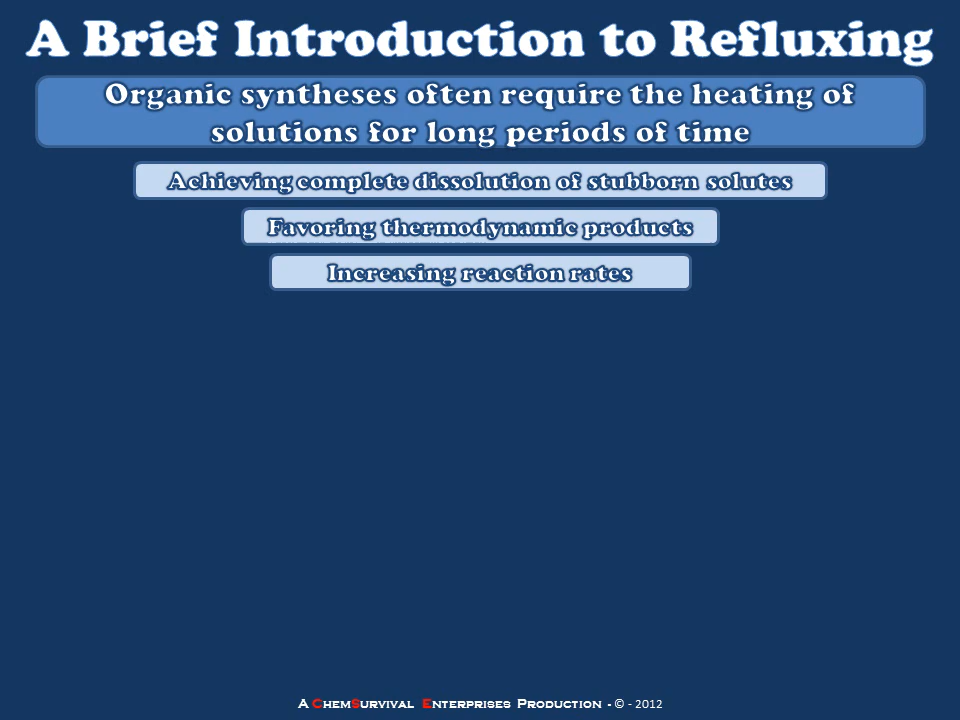 A Brief Introduction to Refluxing
Organic syntheses often require the heating of
solutions for long periods of time
Achieving complete dissolution of stubborn solutes
Favoring thermodynamic products
Increasing reaction rates
A ChemSurvival Enterprises Production - © - 2012